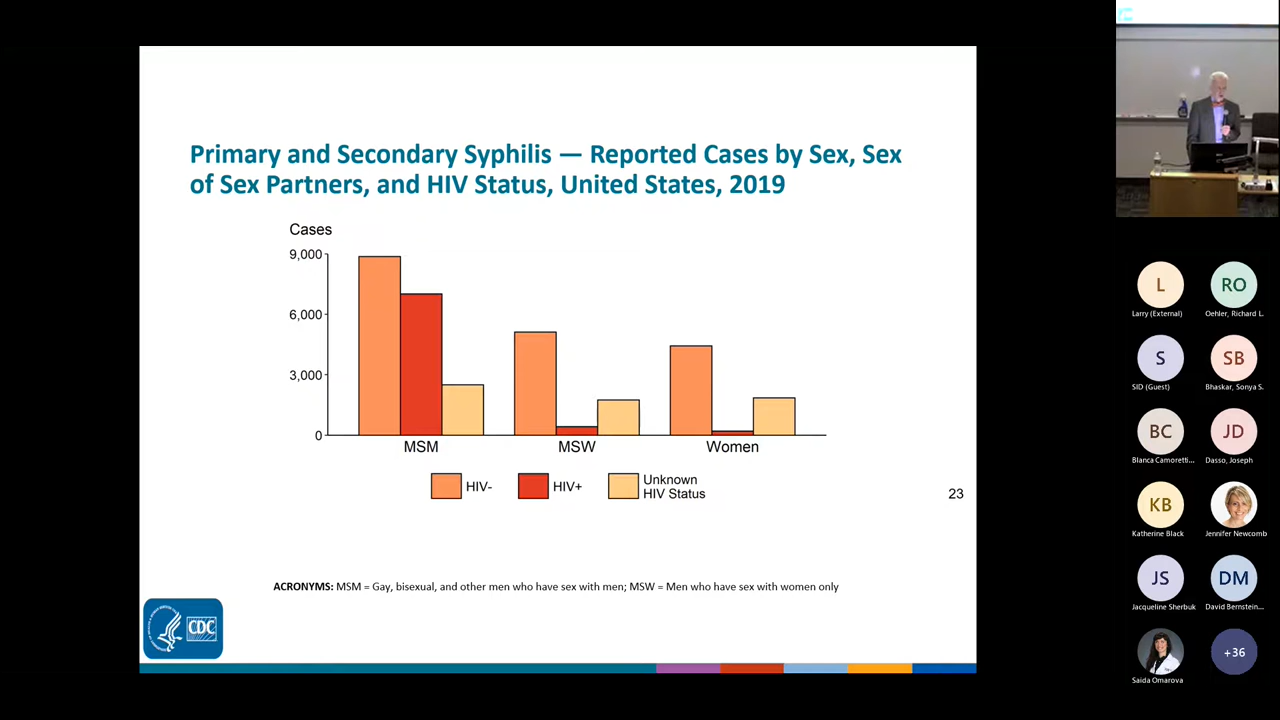 Primary and Secondary Syphilis — Reported Cases by Sex, Sex
of Sex Partners, and HIV Status, United States, 2019
Cases
9,000
6,000
3,000
0
MSM
MSW
Women
HIV-
HIV+
Unknown
HIV Status
23
ACRONYMS: MSM = Gay, bisexual, and other men who have sex with men; MSW = Men who have sex with women only
CDC
L
RO
Larry (External)
Oehler, Richard L.
S
SB
SID (Guest)
Bhaskar, Sonya S.
BC
JD
Blanca Camoretti...
Dasso, Joseph
KB
Katherine Black
Jennifer Newcomb
JS
DM
Jacqueline Sherbuk
David Bernstein...
+36
Saida Omarova